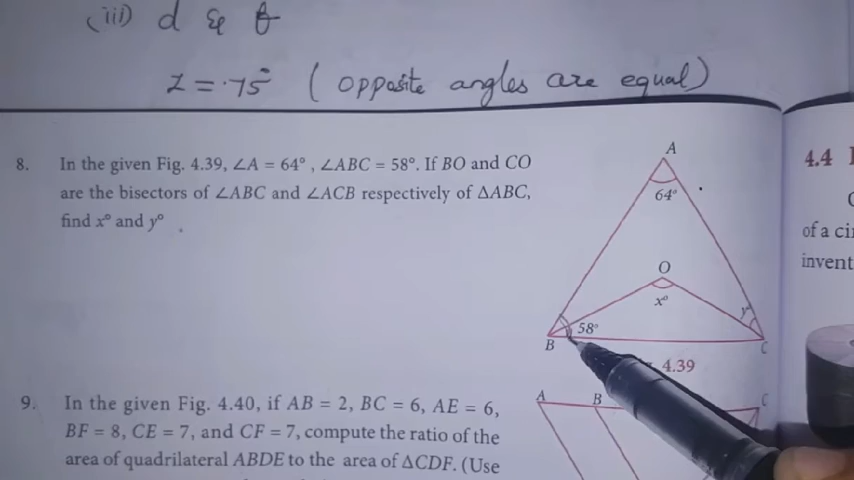 (iii) d & f
z = 75° ( opposite angles are equal)
8. In the given Fig. 4.39, ∠A = 64° , ∠ABC = 58°. If BO and CO
are the bisectors of ∠ABC and ∠ACB respectively of ΔABC,
find x° and y°
A
64°
O
x°
y°
58°
B
C
4.39
4.4
of a cir
invent
9. In the given Fig. 4.40, if AB = 2, BC = 6, AE = 6,
BF = 8, CE = 7, and CF = 7, compute the ratio of the
area of quadrilateral ABDE to the area of ΔCDF. (Use
A
B
C